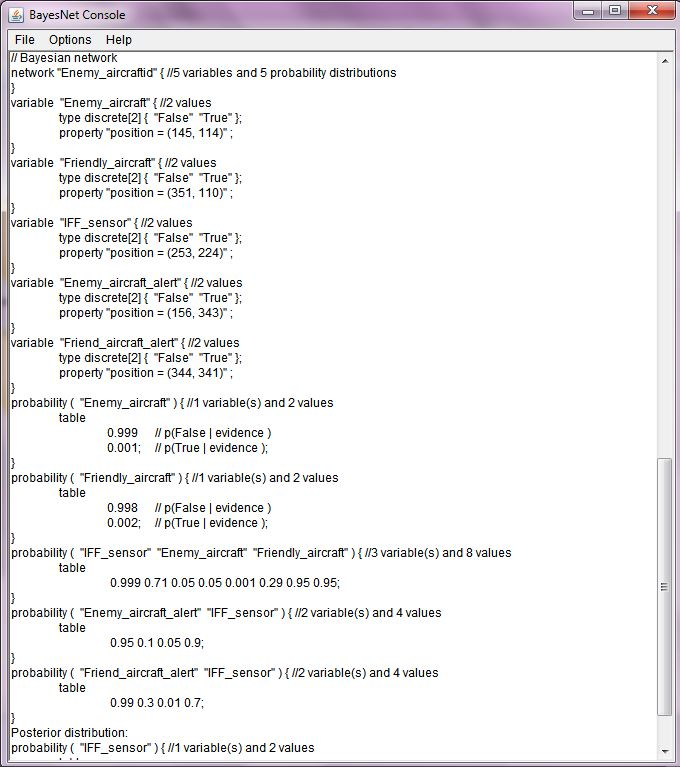 BayesNet Console
File Options Help
// Bayesian network
network "Enemy_aircraftid" { //5 variables and 5 probability distributions
}
variable "Enemy_aircraft" { //2 values
type discrete[2] { "False" "True" };
property "position = (145, 114)" ;
}
variable "Friendly_aircraft" { //2 values
type discrete[2] { "False" "True" };
property "position = (351, 110)" ;
}
variable "IFF_sensor" { //2 values
type discrete[2] { "False" "True" };
property "position = (253, 224)" ;
}
variable "Enemy_aircraft_alert" { //2 values
type discrete[2] { "False" "True" };
property "position = (156, 343)" ;
}
variable "Friend_aircraft_alert" { //2 values
type discrete[2] { "False" "True" };
property "position = (344, 341)" ;
}
probability ( "Enemy_aircraft" ) { //1 variable(s) and 2 values
table
0.999 // p(False | evidence )
0.001; // p(True | evidence );
}
probability ( "Friendly_aircraft" ) { //1 variable(s) and 2 values
table
0.998 // p(False | evidence )
0.002; // p(True | evidence );
}
probability ( "IFF_sensor" "Enemy_aircraft" "Friendly_aircraft" ) { //3 variable(s) and 8 values
table
0.999 0.71 0.05 0.05 0.001 0.29 0.95 0.95;
}
probability ( "Enemy_aircraft_alert" "IFF_sensor" ) { //2 variable(s) and 4 values
table
0.95 0.1 0.05 0.9;
}
probability ( "Friend_aircraft_alert" "IFF_sensor" ) { //2 variable(s) and 4 values
table
0.99 0.3 0.01 0.7;
}
Posterior distribution:
probability ( "IFF_sensor" ) { //1 variable(s) and 2 values